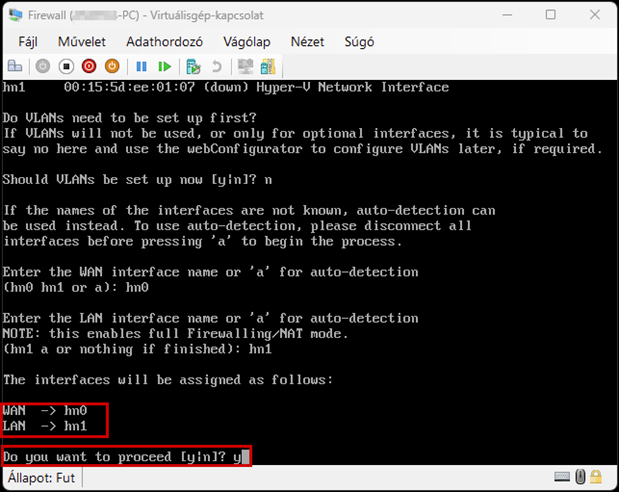 Firewall (-PC) - Virtuálisgép-kapcsolat
Fájl Művelet Adathordozó Vágólap Nézet Súgó
hn1 00:15:5d:ee:01:07 (down) Hyper-V Network Interface
Do VLANs need to be set up first?
If VLANs will not be used, or only for optional interfaces, it is typical to
say no here and use the webConfigurator to configure VLANs later, if required.
Should VLANs be set up now [y|n]? n
If the names of the interfaces are not known, auto-detection can
be used instead. To use auto-detection, please disconnect all
interfaces before pressing 'a' to begin the process.
Enter the WAN interface name or 'a' for auto-detection
(hn0 hn1 or a): hn0
Enter the LAN interface name or 'a' for auto-detection
NOTE: this enables full Firewalling/NAT mode.
(hn1 a or nothing if finished): hn1
The interfaces will be assigned as follows:
WAN -> hn0
LAN -> hn1
Do you want to proceed [y|n]? y
Állapot: Fut